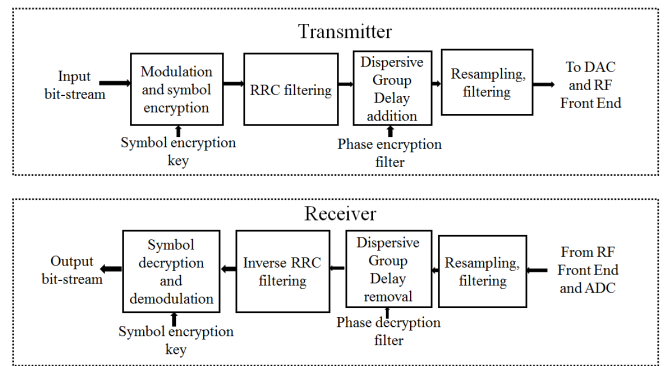 Transmitter
Input
bit-stream
Modulation
and symbol
encryption
RRC filtering
Dispersive
Group
Delay
addition
Resampling,
filtering
To DAC
and RF
Front End
Symbol encryption
key
Phase encryption
filter
Receiver
Output
bit-stream
Symbol
decryption
and
demodulation
Inverse RRC
filtering
Dispersive
Group
Delay
removal
Resampling,
filtering
From RF
Front End
and ADC
Symbol encryption
key
Phase decryption
filter